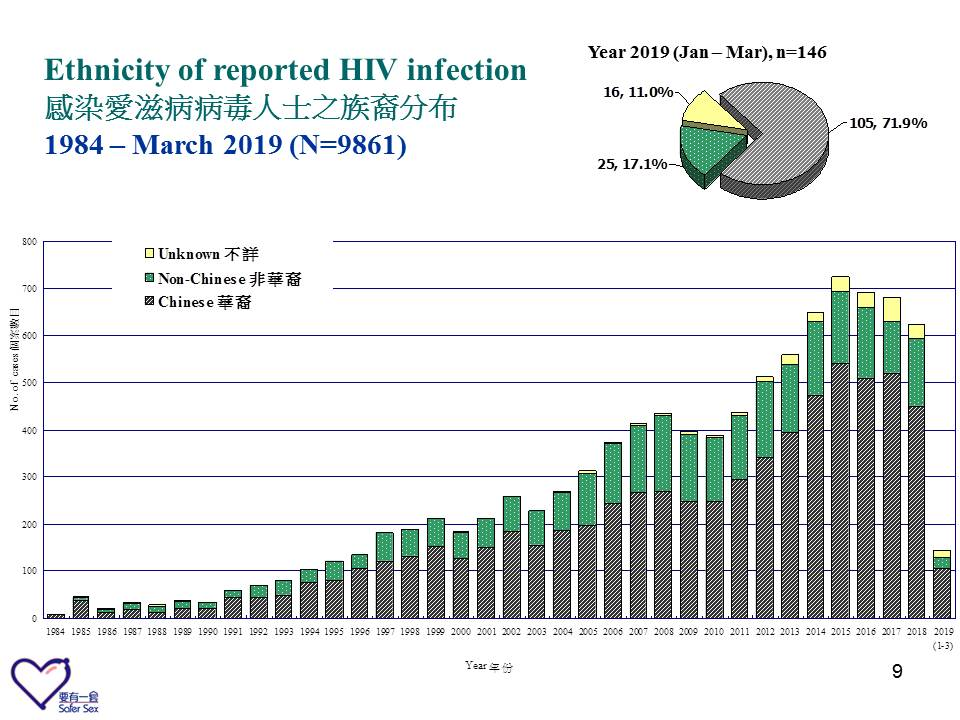 Ethnicity of reported HIV infection
感染愛滋病病毒人士之族裔分布
1984 – March 2019 (N=9861)
Year 2019 (Jan – Mar), n=146
16, 11.0%
105, 71.9%
25, 17.1%
Unknown 不詳
Non-Chinese 非華裔
Chinese 華裔
No. of cases 個案數目
800
700
600
500
400
300
200
100
0
1984 1985 1986 1987 1988 1989 1990 1991 1992 1993 1994 1995 1996 1997 1998 1999 2000 2001 2002 2003 2004 2005 2006 2007 2008 2009 2010 2011 2012 2013 2014 2015 2016 2017 2018 2019
(1-3)
Year 年份
要有一套
Safer Sex
9